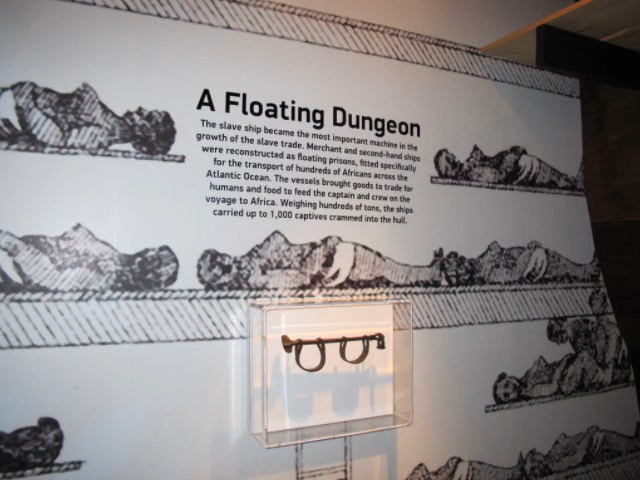 A Floating Dungeon
The slave ship became the most important machine in the
growth of the slave trade. Merchant and second-hand ships
were reconstructed as floating prisons, fitted specifically
for the transport of hundreds of Africans across the
Atlantic Ocean. The vessels brought goods to trade for
humans and food to feed the captain and crew on the
voyage to Africa. Weighing hundreds of tons, the ships
carried up to 1,000 captives crammed into the hull.